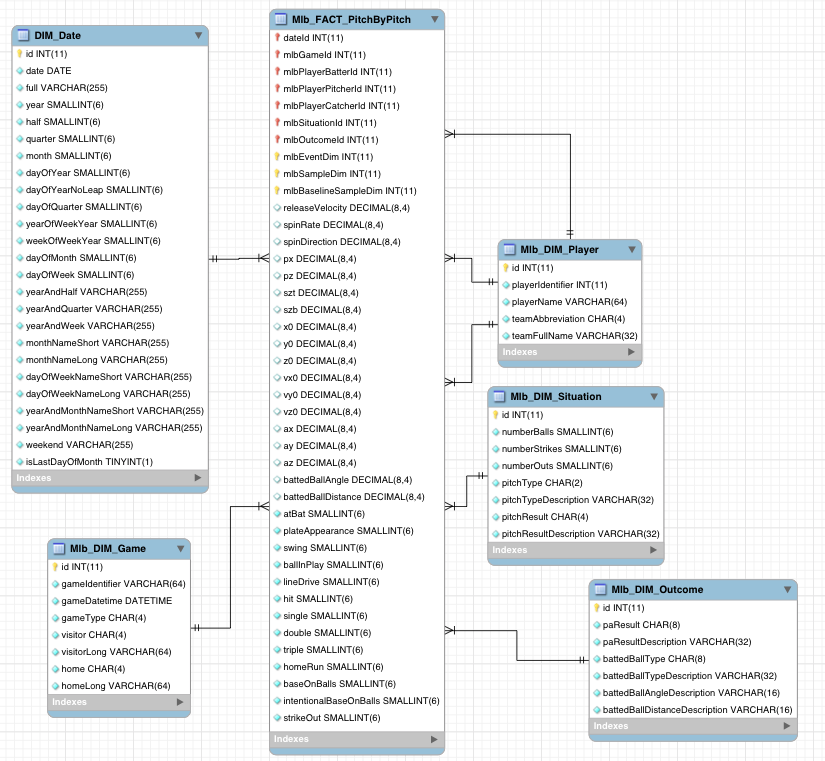 DIM_Date
id INT(11)
date DATE
full VARCHAR(255)
year SMALLINT(6)
half SMALLINT(6)
quarter SMALLINT(6)
month SMALLINT(6)
dayOfYear SMALLINT(6)
dayOfYearNoLeap SMALLINT(6)
dayOfQuarter SMALLINT(6)
yearOfWeekYear SMALLINT(6)
weekOfWeekYear SMALLINT(6)
dayOfMonth SMALLINT(6)
dayOfWeek SMALLINT(6)
yearAndHalf VARCHAR(255)
yearAndQuarter VARCHAR(255)
yearAndWeek VARCHAR(255)
monthNameShort VARCHAR(255)
monthNameLong VARCHAR(255)
dayOfWeekNameShort VARCHAR(255)
dayOfWeekNameLong VARCHAR(255)
yearAndMonthNameShort VARCHAR(255)
yearAndMonthNameLong VARCHAR(255)
weekend VARCHAR(255)
isLastDayOfMonth TINYINT(1)
Indexes
Mlb_DIM_Game
id INT(11)
gameIdentifier VARCHAR(64)
gameDatetime DATETIME
gameType CHAR(4)
visitor CHAR(4)
visitorLong VARCHAR(64)
home CHAR(4)
homeLong VARCHAR(64)
Indexes
Mlb_FACT_PitchByPitch
dateId INT(11)
mlbGameId INT(11)
mlbPlayerBatterId INT(11)
mlbPlayerPitcherId INT(11)
mlbPlayerCatcherId INT(11)
mlbSituationId INT(11)
mlbOutcomeId INT(11)
mlbEventDim INT(11)
mlbSampleDim INT(11)
mlbBaselineSampleDim INT(11)
releaseVelocity DECIMAL(8,4)
spinRate DECIMAL(8,4)
spinDirection DECIMAL(8,4)
px DECIMAL(8,4)
pz DECIMAL(8,4)
szt DECIMAL(8,4)
szb DECIMAL(8,4)
x0 DECIMAL(8,4)
y0 DECIMAL(8,4)
z0 DECIMAL(8,4)
vx0 DECIMAL(8,4)
vy0 DECIMAL(8,4)
vz0 DECIMAL(8,4)
ax DECIMAL(8,4)
ay DECIMAL(8,4)
az DECIMAL(8,4)
battedBallAngle DECIMAL(8,4)
battedBallDistance DECIMAL(8,4)
atBat SMALLINT(6)
plateAppearance SMALLINT(6)
swing SMALLINT(6)
ballInPlay SMALLINT(6)
lineDrive SMALLINT(6)
hit SMALLINT(6)
single SMALLINT(6)
double SMALLINT(6)
triple SMALLINT(6)
homeRun SMALLINT(6)
baseOnBalls SMALLINT(6)
intentionalBaseOnBalls SMALLINT(6)
strikeOut SMALLINT(6)
Indexes
Mlb_DIM_Player
id INT(11)
playerIdentifier INT(11)
playerName VARCHAR(64)
teamAbbreviation CHAR(4)
teamFullName VARCHAR(32)
Indexes
Mlb_DIM_Situation
id INT(11)
numberBalls SMALLINT(6)
numberStrikes SMALLINT(6)
numberOuts SMALLINT(6)
pitchType CHAR(2)
pitchTypeDescription VARCHAR(32)
pitchResult CHAR(4)
pitchResultDescription VARCHAR(32)
Indexes
Mlb_DIM_Outcome
id INT(11)
paResult CHAR(8)
paResultDescription VARCHAR(32)
battedBallType CHAR(8)
battedBallTypeDescription VARCHAR(32)
battedBallAngleDescription VARCHAR(16)
battedBallDistanceDescription VARCHAR(16)
Indexes